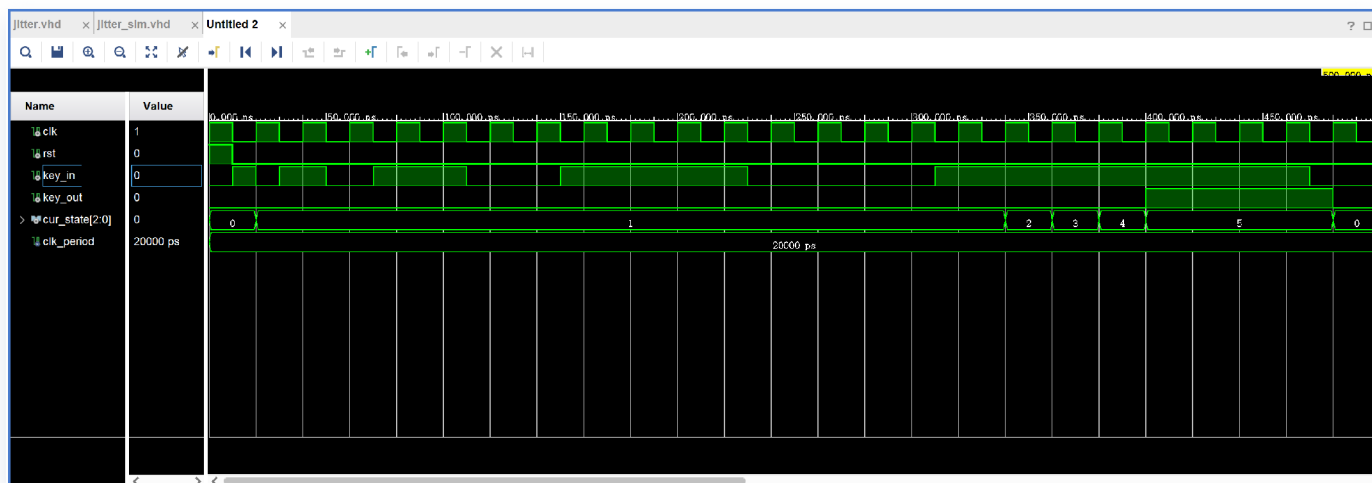 jitter.vhd × jitter_sim.vhd × Untitled 2 ×
?
500.000 n
Name Value
0.000 ns 50.000 ns 100.000 ns 150.000 ns 200.000 ns 250.000 ns 300.000 ns 350.000 ns 400.000 ns 450.000 ns
clk 1
rst 0
key_in 0
key_out 0
cur_state[2:0] 0 0 1 2 3 4 5 0
clk_period 20000 ps 20000 ps